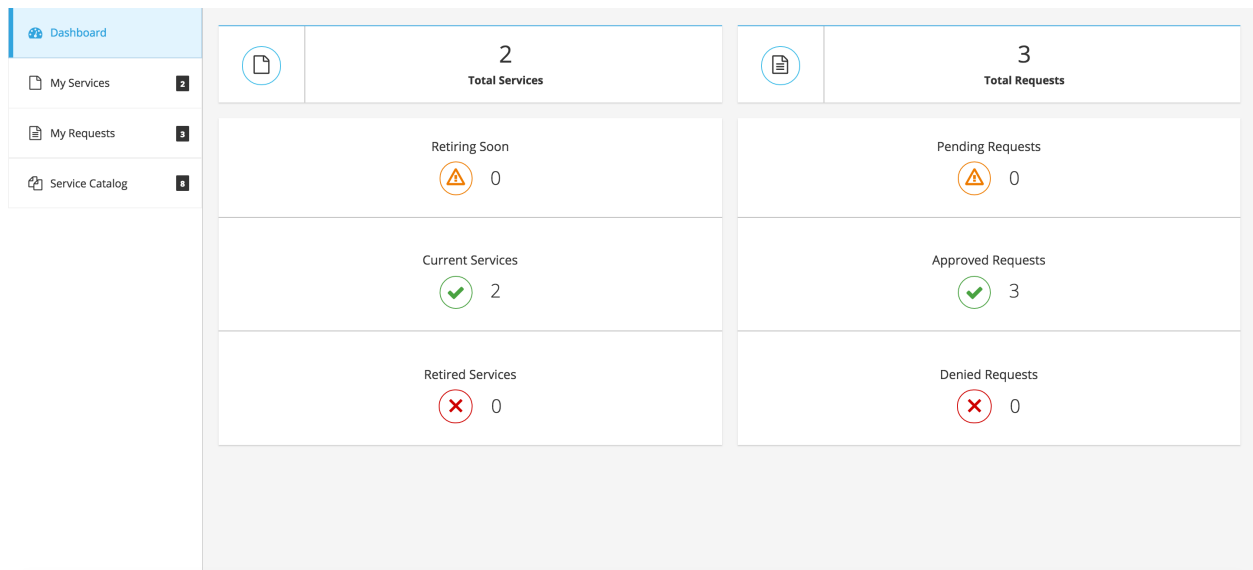 Dashboard
My Services 2
My Requests 3
Service Catalog 8
2
Total Services
Retiring Soon
0
Current Services
2
Retired Services
0
3
Total Requests
Pending Requests
0
Approved Requests
3
Denied Requests
0